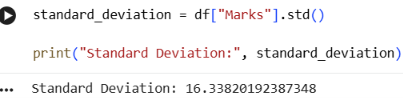 standard_deviation = df["Marks"].std()
print("Standard Deviation:", standard_deviation)
Standard Deviation: 16.33820192387348